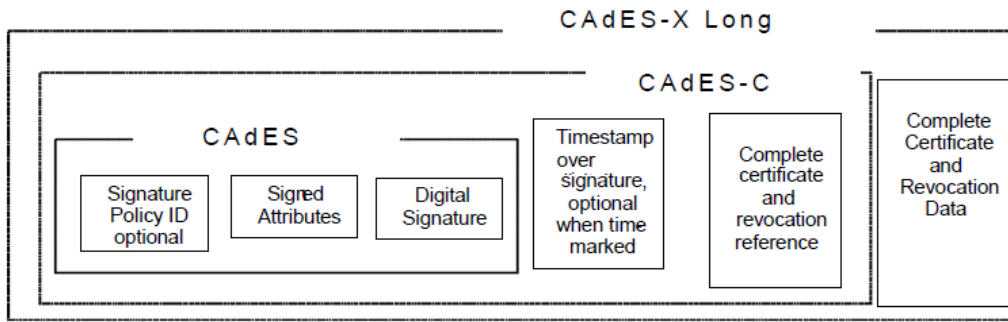 CAdES-X Long
CAdES-C
CAdES
Signature
Policy ID
optional
Signed
Attributes
Digital
Signature
Timestamp
over
signature,
optional
when time
marked
Complete
certificate
and
revocation
reference
Complete
Certificate
and
Revocation
Data